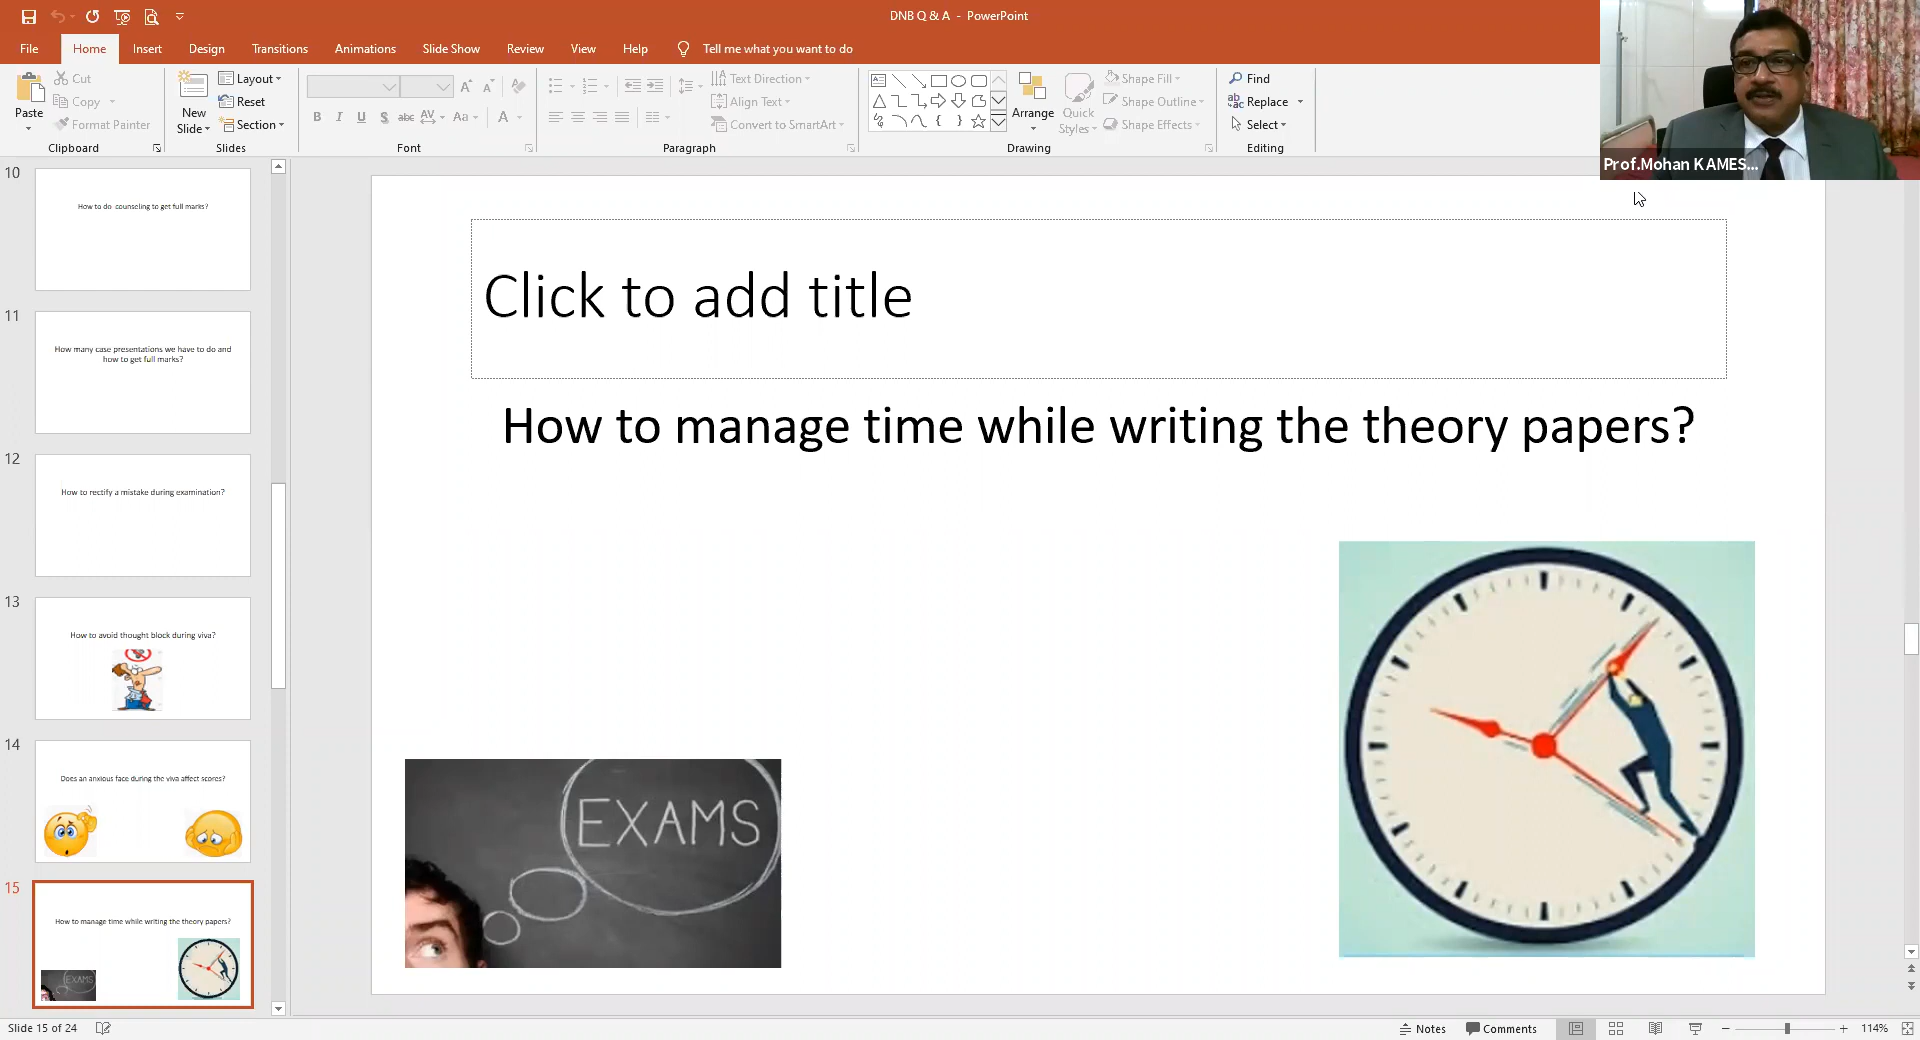 DNB Q & A - PowerPoint
File Home Insert Design Transitions Animations Slide Show Review View Help Tell me what you want to do
Paste
Cut
Copy
Format Painter
Clipboard
New Slide
Layout
Reset
Section
Slides
B I U S abc AV Aa A
Font
Text Direction
Align Text
Convert to SmartArt
Paragraph
Arrange
Quick Styles
Shape Fill
Shape Outline
Shape Effects
Drawing
Find
Replace
Select
Editing
Prof.Mohan KAMES...
10
How to do counseling to get full marks?
11
How many case presentations we have to do and
how to get full marks?
12
How to rectify a mistake during examination?
13
How to avoid thought block during viva?
14
Does an anxious face during the viva affect scores?
15
How to manage time while writing the theory papers?
EXAMS
Click to add title
How to manage time while writing the theory papers?
EXAMS
Slide 15 of 24
Notes Comments 114%